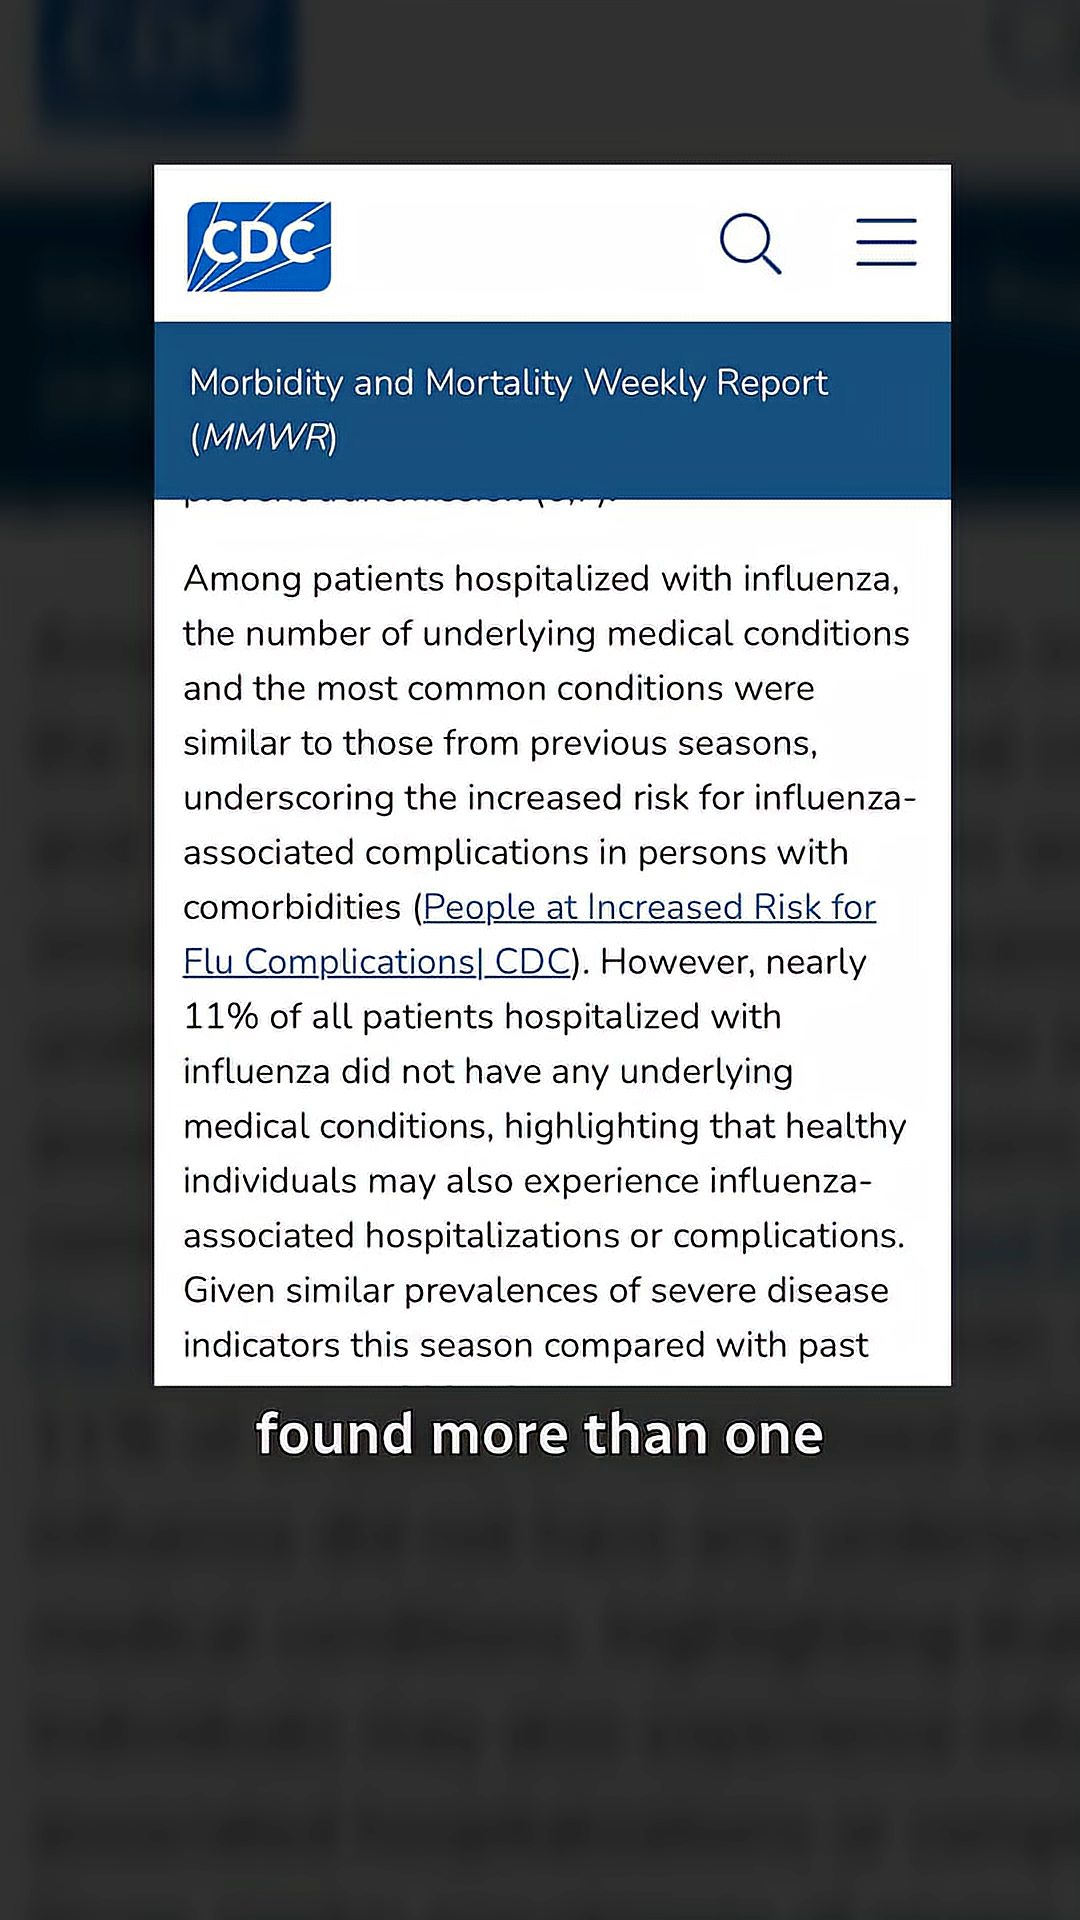 CDC
Morbidity and Mortality Weekly Report
(MMWR)
Among patients hospitalized with influenza,
the number of underlying medical conditions
and the most common conditions were
similar to those from previous seasons,
underscoring the increased risk for influenza-
associated complications in persons with
comorbidities (People at Increased Risk for
Flu Complications| CDC). However, nearly
11% of all patients hospitalized with
influenza did not have any underlying
medical conditions, highlighting that healthy
individuals may also experience influenza-
associated hospitalizations or complications.
Given similar prevalences of severe disease
indicators this season compared with past
found more than one